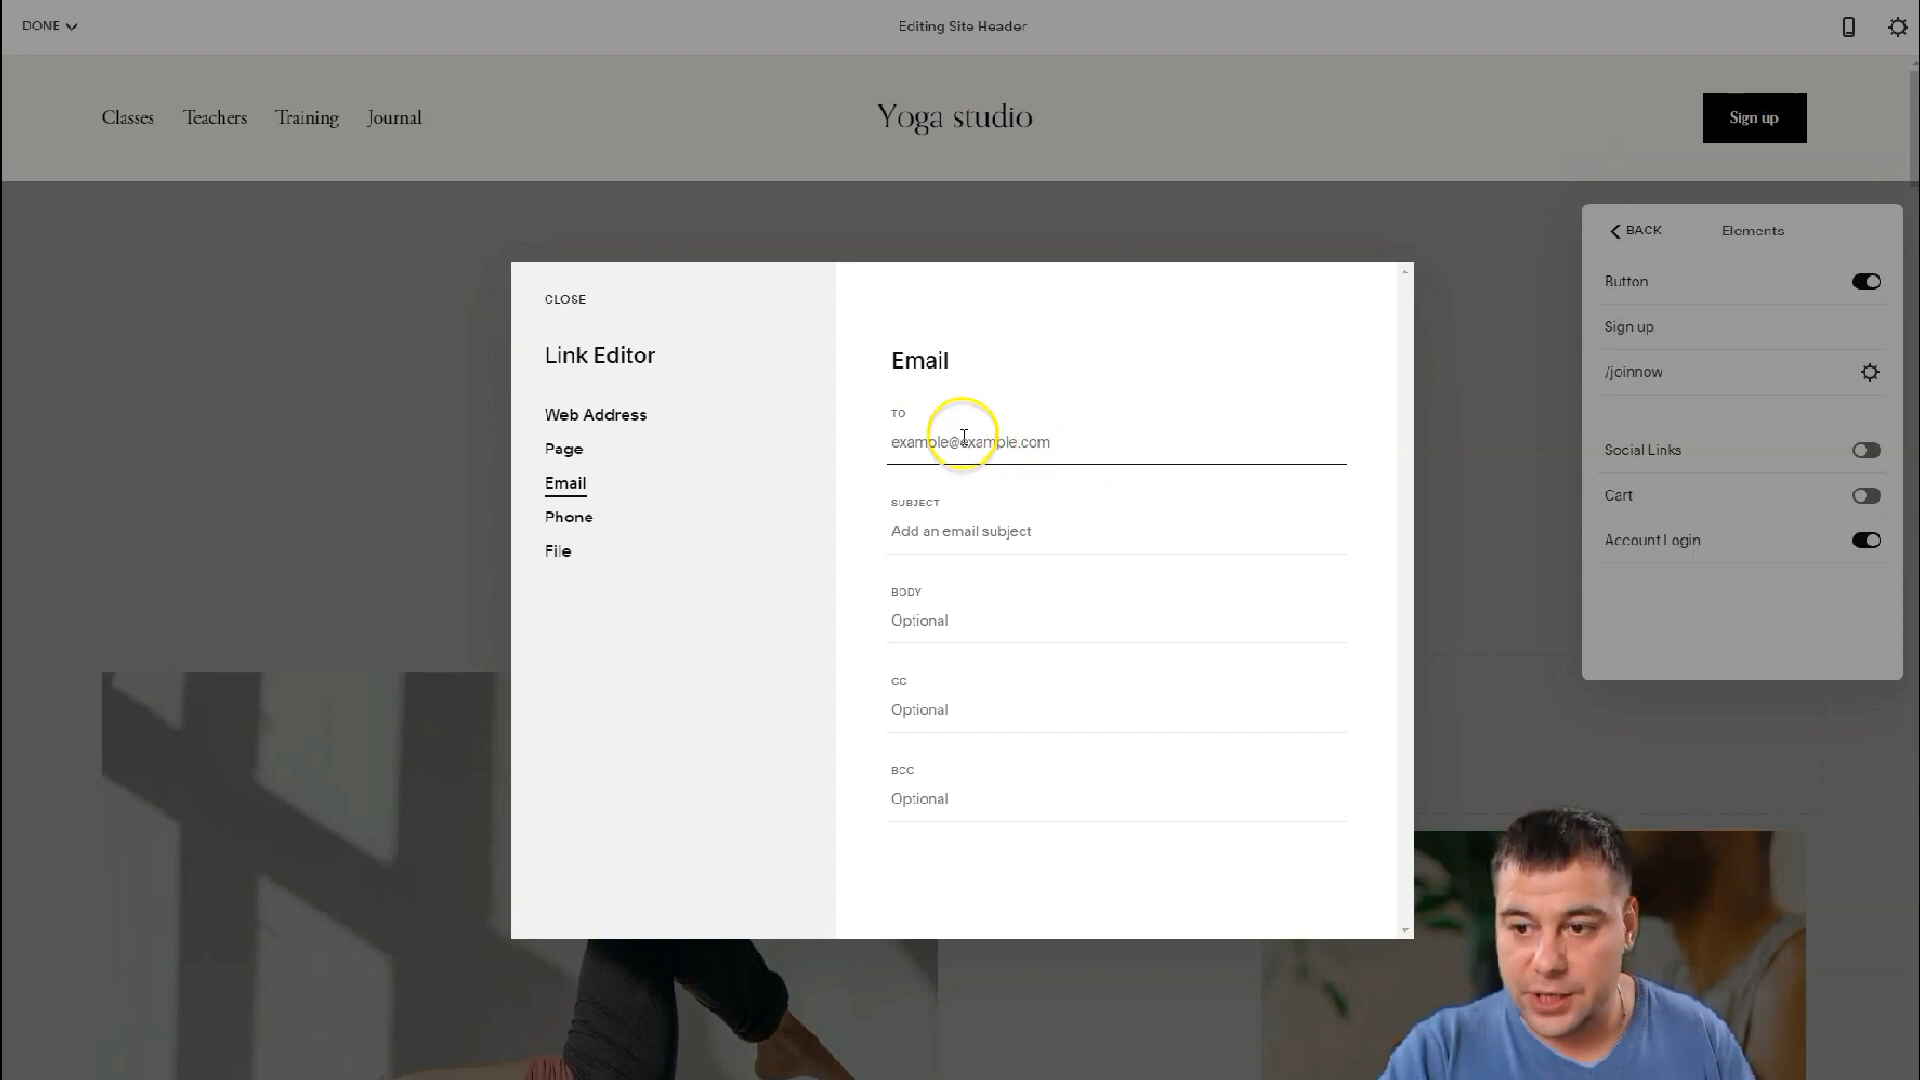 DONE
Editing Site Header
Classes Teachers Training Journal
Yoga studio
Sign up
BACK Elements
Button
Sign up
/joinnow
Social Links
Cart
Account Login
CLOSE
Link Editor
Web Address
Page
Email
Phone
File
Email
TO
example@example.com
SUBJECT
Add an email subject
BODY
Optional
CC
Optional
BCC
Optional